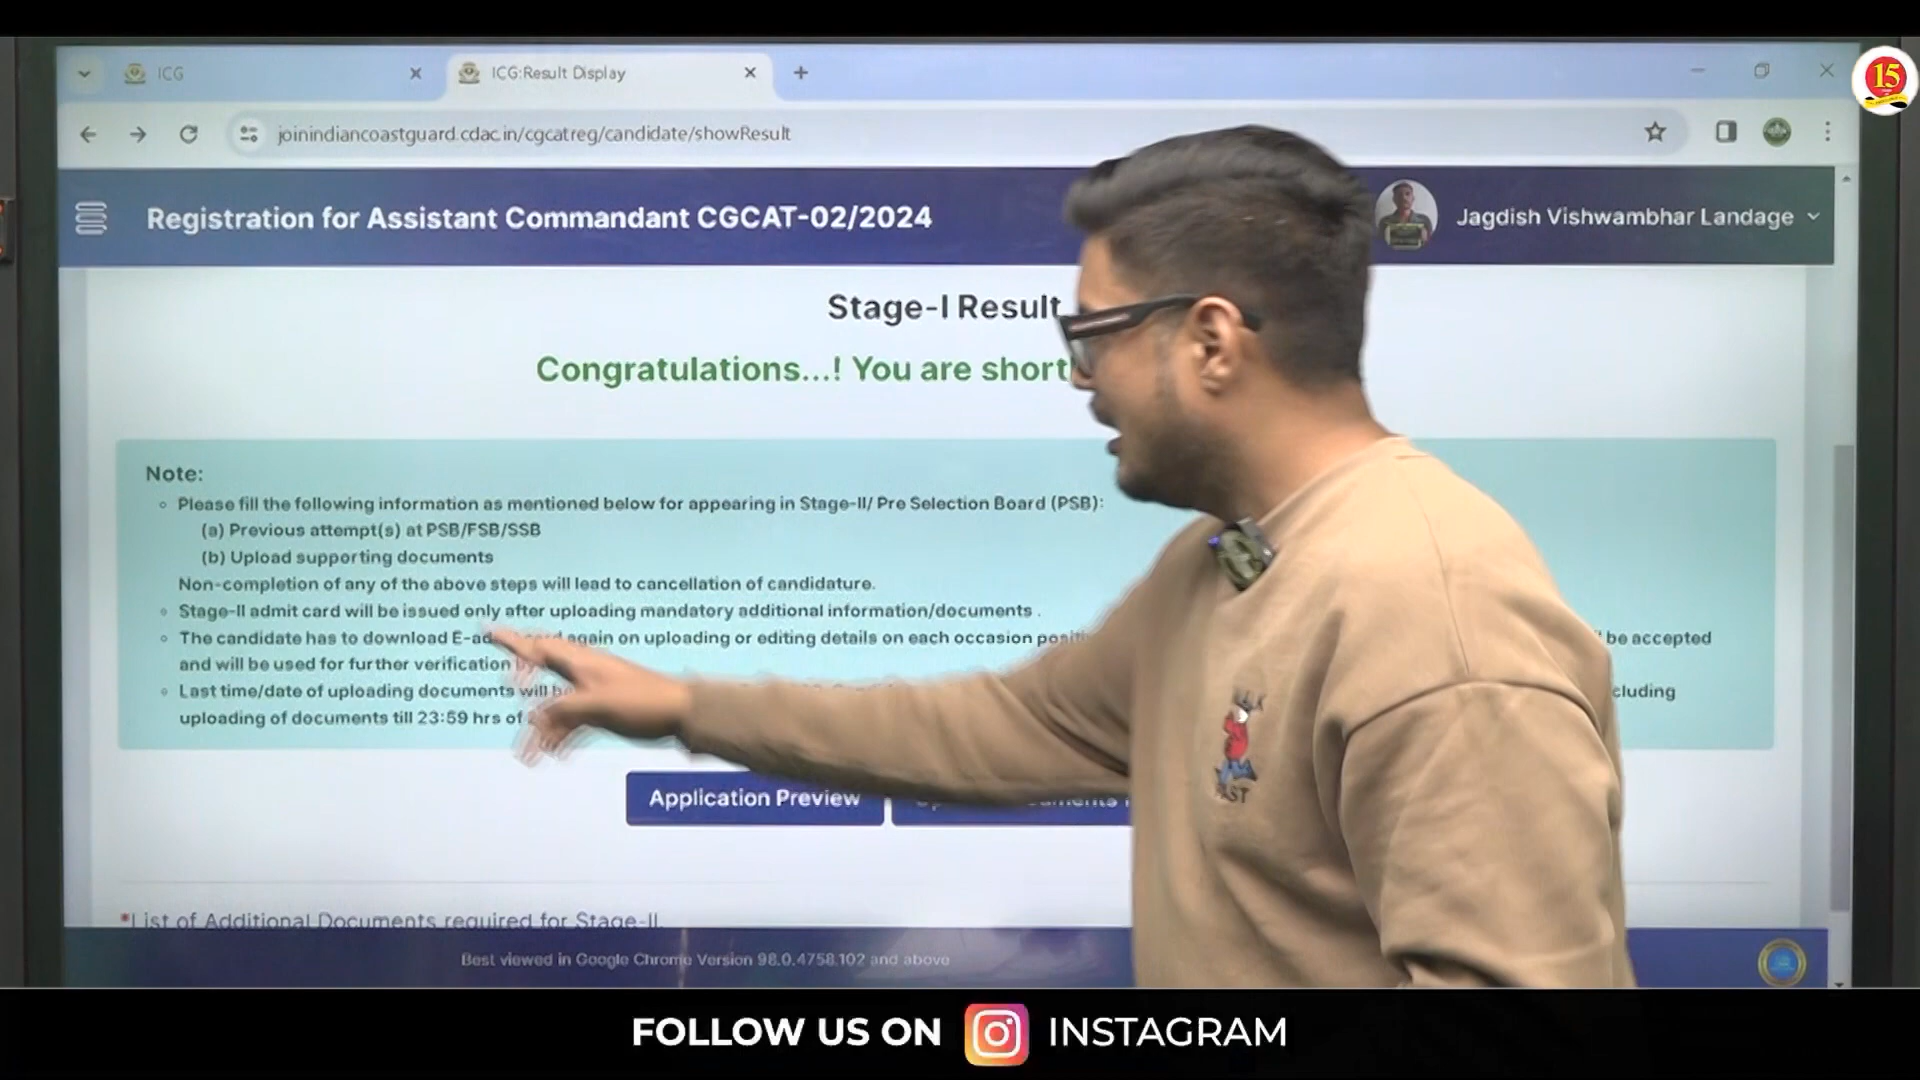 ICG
ICG:Result Display
15
joinindiancoastguard.cdac.in/cgcatreg/candidate/showResult
Registration for Assistant Commandant CGCAT-02/2024
Jagdish Vishwambhar Landage
Stage-I Result
Congratulations...! You are short
Note:
Please fill the following information as mentioned below for appearing in Stage-II/ Pre Selection Board (PSB):
(a) Previous attempt(s) at PSB/FSB/SSB
(b) Upload supporting documents
Non-completion of any of the above steps will lead to cancellation of candidature.
Stage-II admit card will be issued only after uploading mandatory additional information/documents .
The candidate has to download E-ad again on uploading or editing details on each occasion be accepted
and will be used for further verification
Last time/date of uploading documents will cluding
uploading of documents till 23:59 hrs of
Application Preview
*List of Additional Documents required for Stage-II.
Best viewed in Google Chrome Version 98.0.4758.102 and above
FOLLOW US ON INSTAGRAM